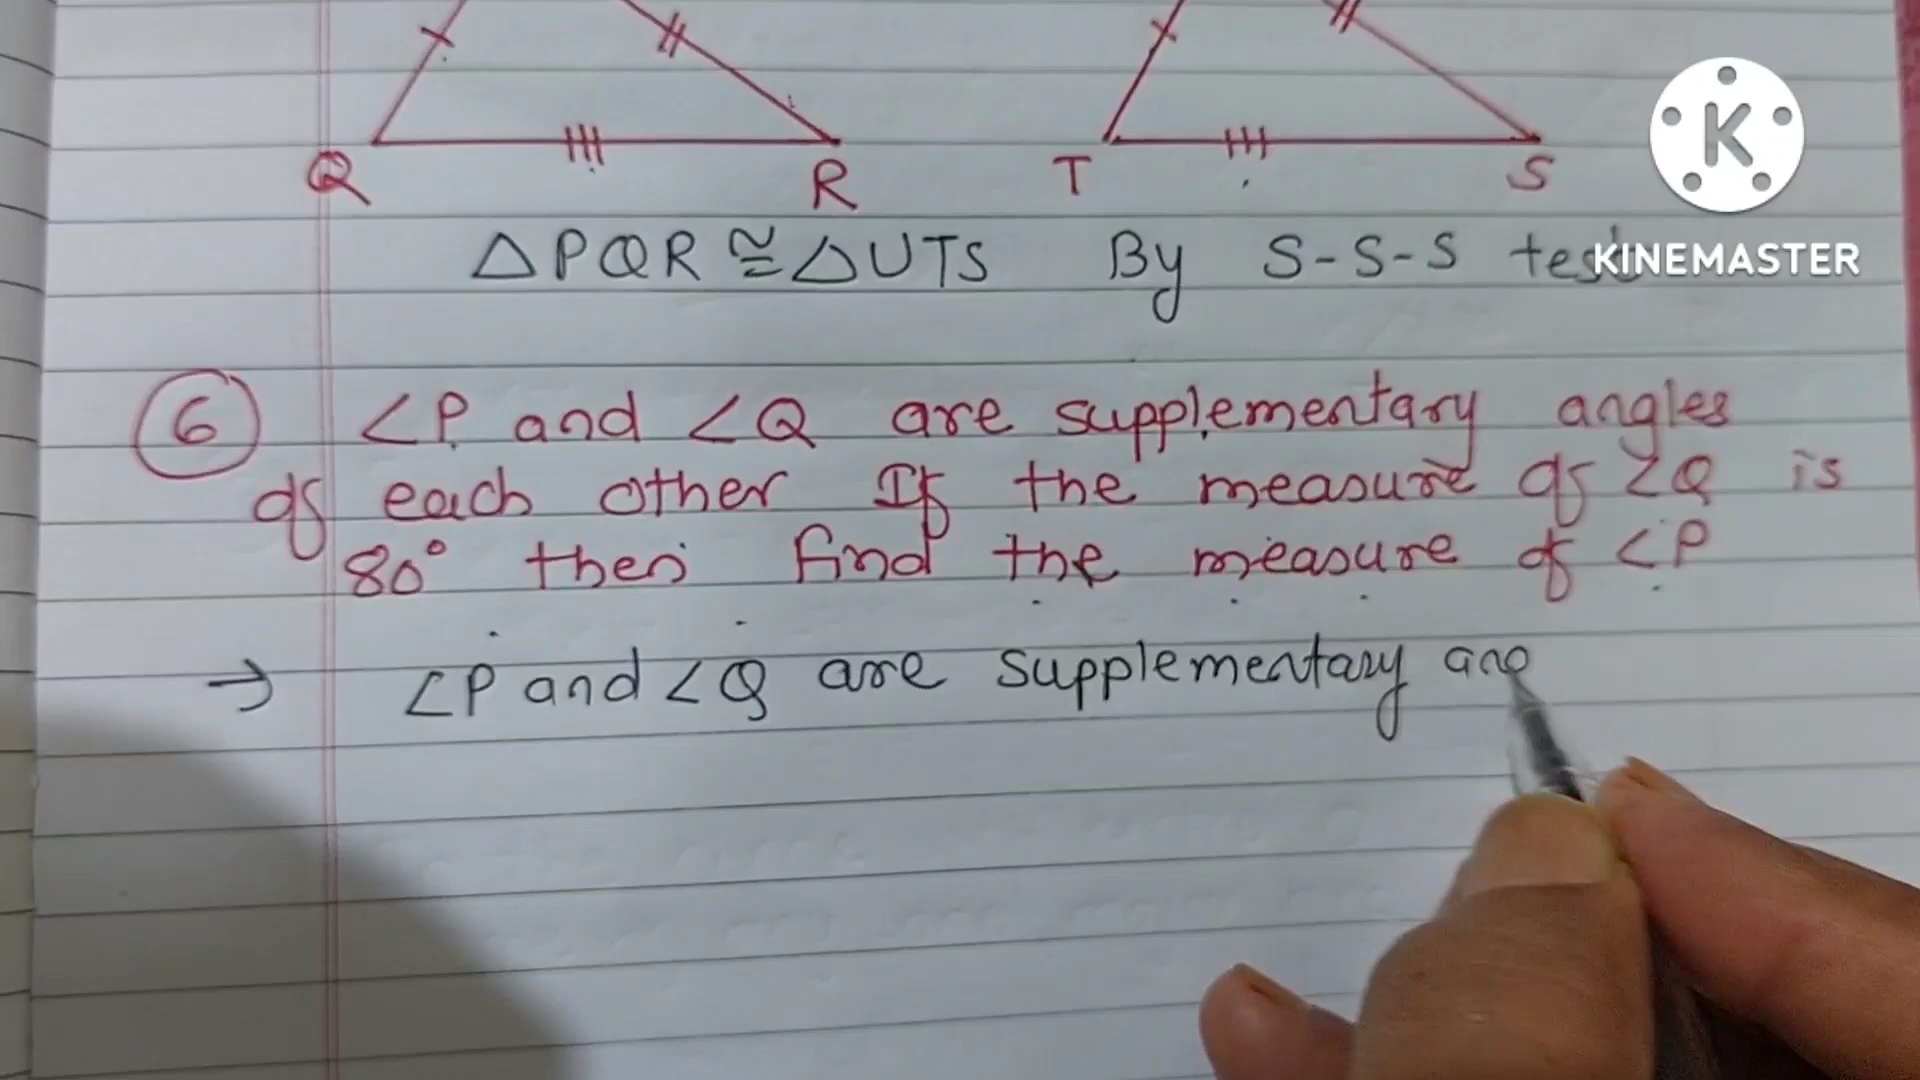 Q R T S
K
△PQR ≅ △UTS By S-S-S test
KINEMASTER
6 ∠P and ∠Q are supplementary angles
of each other If the measure of ∠Q is
80° then find the measure of ∠P
→ ∠P and ∠Q are supplementary ang